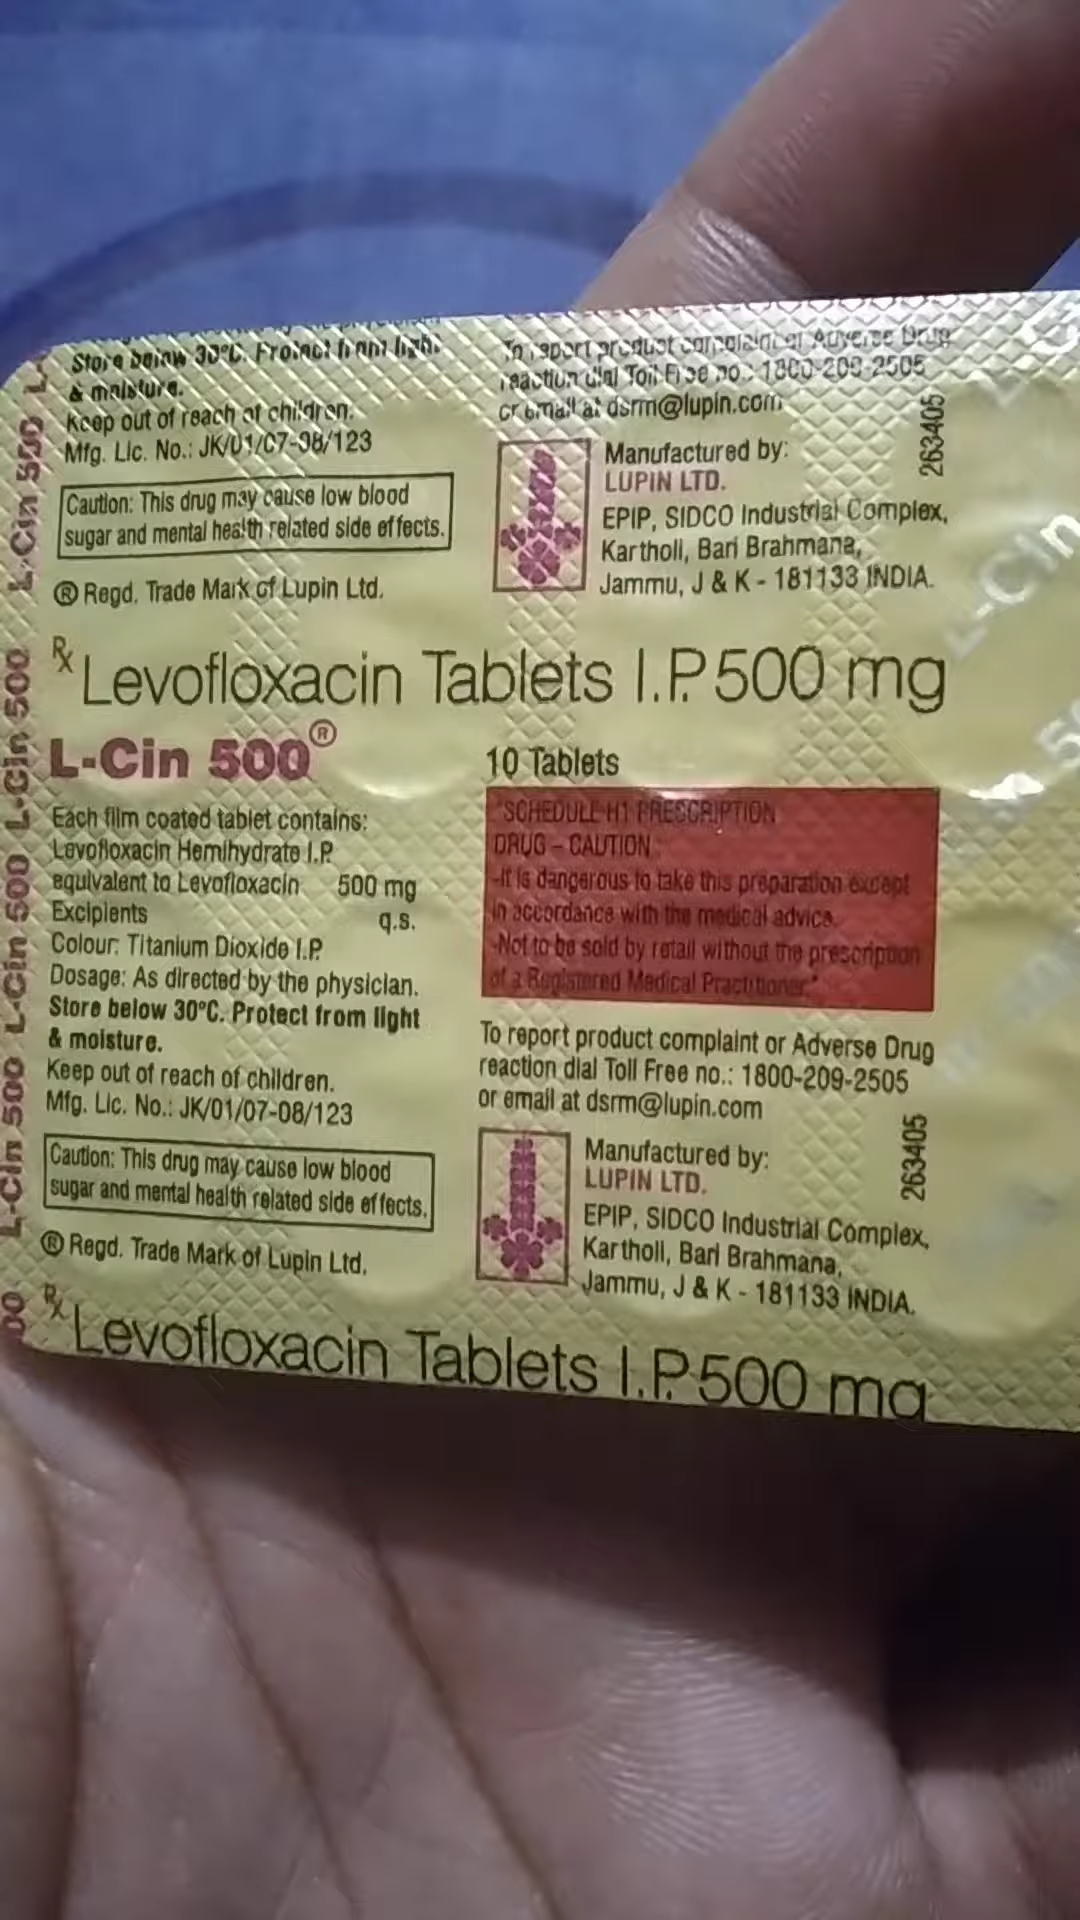 Store below 30°C. Protect from light
& moisture.
Keep out of reach of children.
Mfg. Lic. No.: JK/01/07-08/123
Caution: This drug may cause low blood
sugar and mental health related side effects.
® Regd. Trade Mark of Lupin Ltd.
To report product complaint or Adverse Drug
reaction dial Toll Free no.: 1800-209-2505
or email at dsrm@lupin.com
263405
Manufactured by:
LUPIN LTD.
EPIP, SIDCO Industrial Complex,
Kartholi, Bari Brahmana,
Jammu, J & K - 181133 INDIA.
Rx Levofloxacin Tablets I.P. 500 mg
L-Cin 500®
10 Tablets
Each film coated tablet contains:
Levofloxacin Hemihydrate I.P.
equivalent to Levofloxacin 500 mg
Excipients q.s.
Colour: Titanium Dioxide I.P.
Dosage: As directed by the physician.
Store below 30°C. Protect from light
& moisture.
Keep out of reach of children.
Mfg. Lic. No.: JK/01/07-08/123
Caution: This drug may cause low blood
sugar and mental health related side effects.
® Regd. Trade Mark of Lupin Ltd.
"SCHEDULE H1 PRESCRIPTION
DRUG – CAUTION:
-It is dangerous to take this preparation except
in accordance with the medical advice.
-Not to be sold by retail without the prescription
of a Registered Medical Practitioner."
To report product complaint or Adverse Drug
reaction dial Toll Free no.: 1800-209-2505
or email at dsrm@lupin.com
263405
Manufactured by:
LUPIN LTD.
EPIP, SIDCO Industrial Complex,
Kartholi, Bari Brahmana,
Jammu, J & K - 181133 INDIA.
Rx Levofloxacin Tablets I.P. 500 mg
L-Cin 500 L-Cin 500 L-Cin 500 L-Cin 500
L-Cin